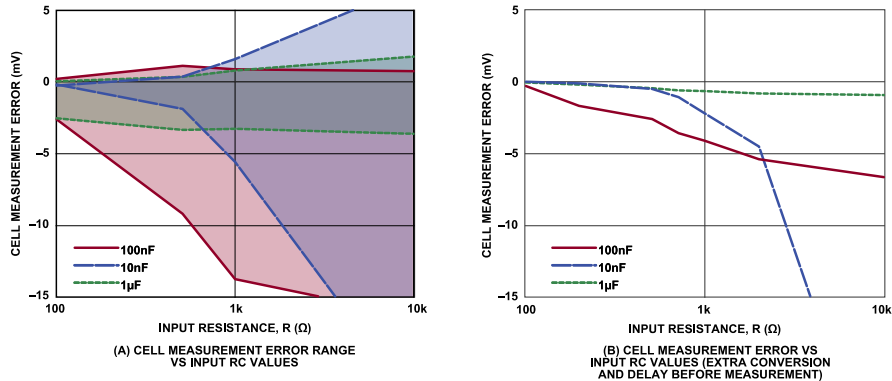 5
0
–5
–10
–15
CELL MEASUREMENT ERROR (mV)
100nF
10nF
1µF
100
1k
10k
INPUT RESISTANCE, R (Ω)
(A) CELL MEASUREMENT ERROR RANGE
VS INPUT RC VALUES
5
0
–5
–10
–15
CELL MEASUREMENT ERROR (mV)
100nF
10nF
1µF
100
1k
10k
INPUT RESISTANCE, R (Ω)
(B) CELL MEASUREMENT ERROR VS
INPUT RC VALUES (EXTRA CONVERSION
AND DELAY BEFORE MEASUREMENT)